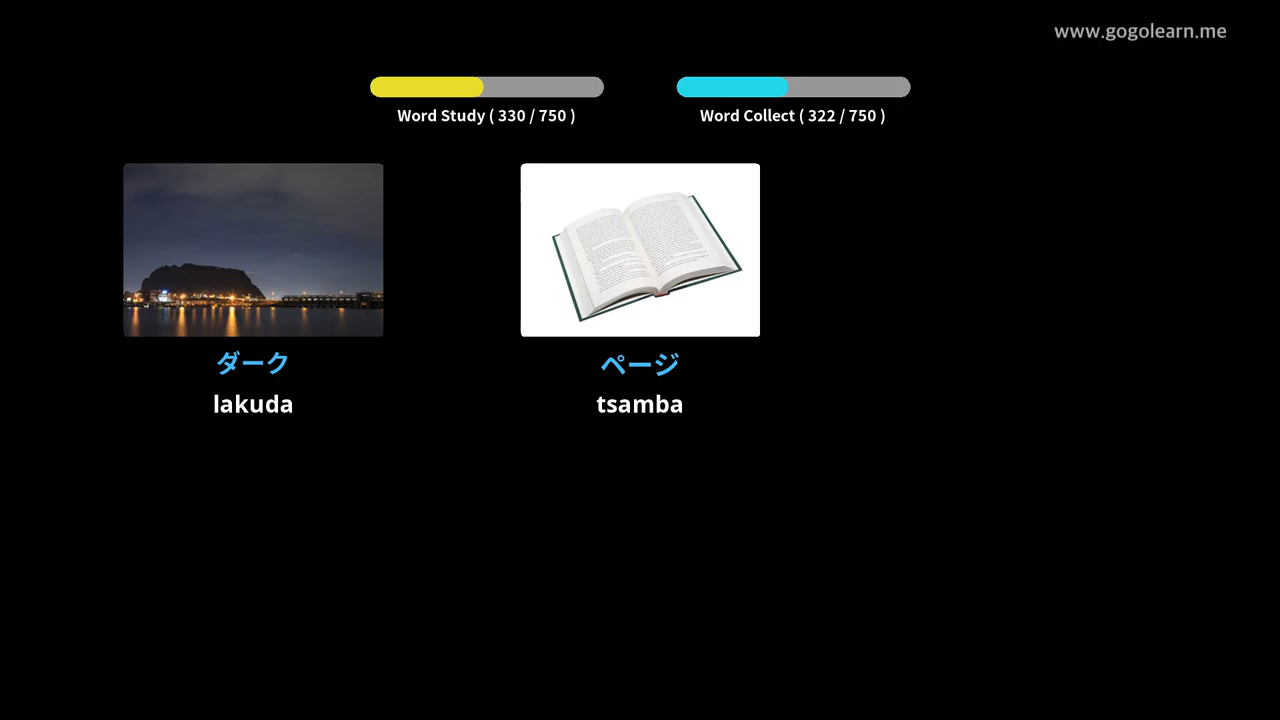 www.gogolearn.me
Word Study ( 330 / 750 )
Word Collect ( 322 / 750 )
ダーク
lakuda
ページ
tsamba